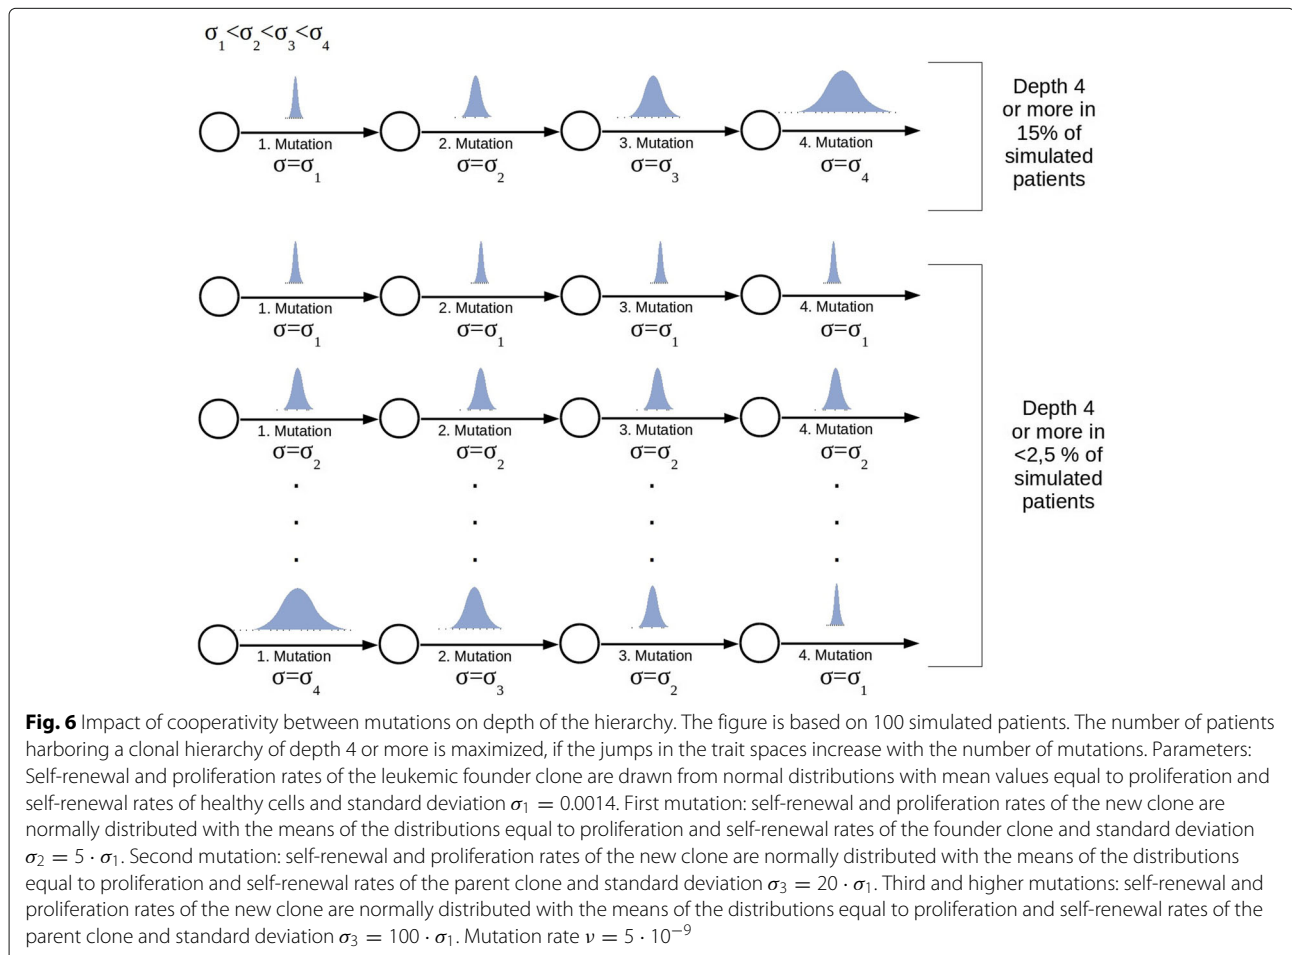 σ1<σ2<σ3<σ4
1. Mutation
σ=σ1
2. Mutation
σ=σ2
3. Mutation
σ=σ3
4. Mutation
σ=σ4
Depth 4
or more in
15% of
simulated
patients
1. Mutation
σ=σ1
2. Mutation
σ=σ1
3. Mutation
σ=σ1
4. Mutation
σ=σ1
1. Mutation
σ=σ2
2. Mutation
σ=σ2
3. Mutation
σ=σ2
4. Mutation
σ=σ2
Depth 4
or more in
<2,5 % of
simulated
patients
1. Mutation
σ=σ4
2. Mutation
σ=σ3
3. Mutation
σ=σ2
4. Mutation
σ=σ1
Fig. 6 Impact of cooperativity between mutations on depth of the hierarchy. The figure is based on 100 simulated patients. The number of patients
harboring a clonal hierarchy of depth 4 or more is maximized, if the jumps in the trait spaces increase with the number of mutations. Parameters:
Self-renewal and proliferation rates of the leukemic founder clone are drawn from normal distributions with mean values equal to proliferation and
self-renewal rates of healthy cells and standard deviation σ1 = 0.0014. First mutation: self-renewal and proliferation rates of the new clone are
normally distributed with the means of the distributions equal to proliferation and self-renewal rates of the founder clone and standard deviation
σ2 = 5 · σ1. Second mutation: self-renewal and proliferation rates of the new clone are normally distributed with the means of the distributions
equal to proliferation and self-renewal rates of the parent clone and standard deviation σ3 = 20 · σ1. Third and higher mutations: self-renewal and
proliferation rates of the new clone are normally distributed with the means of the distributions equal to proliferation and self-renewal rates of the
parent clone and standard deviation σ3 = 100 · σ1. Mutation rate ν = 5 · 10⁻⁹